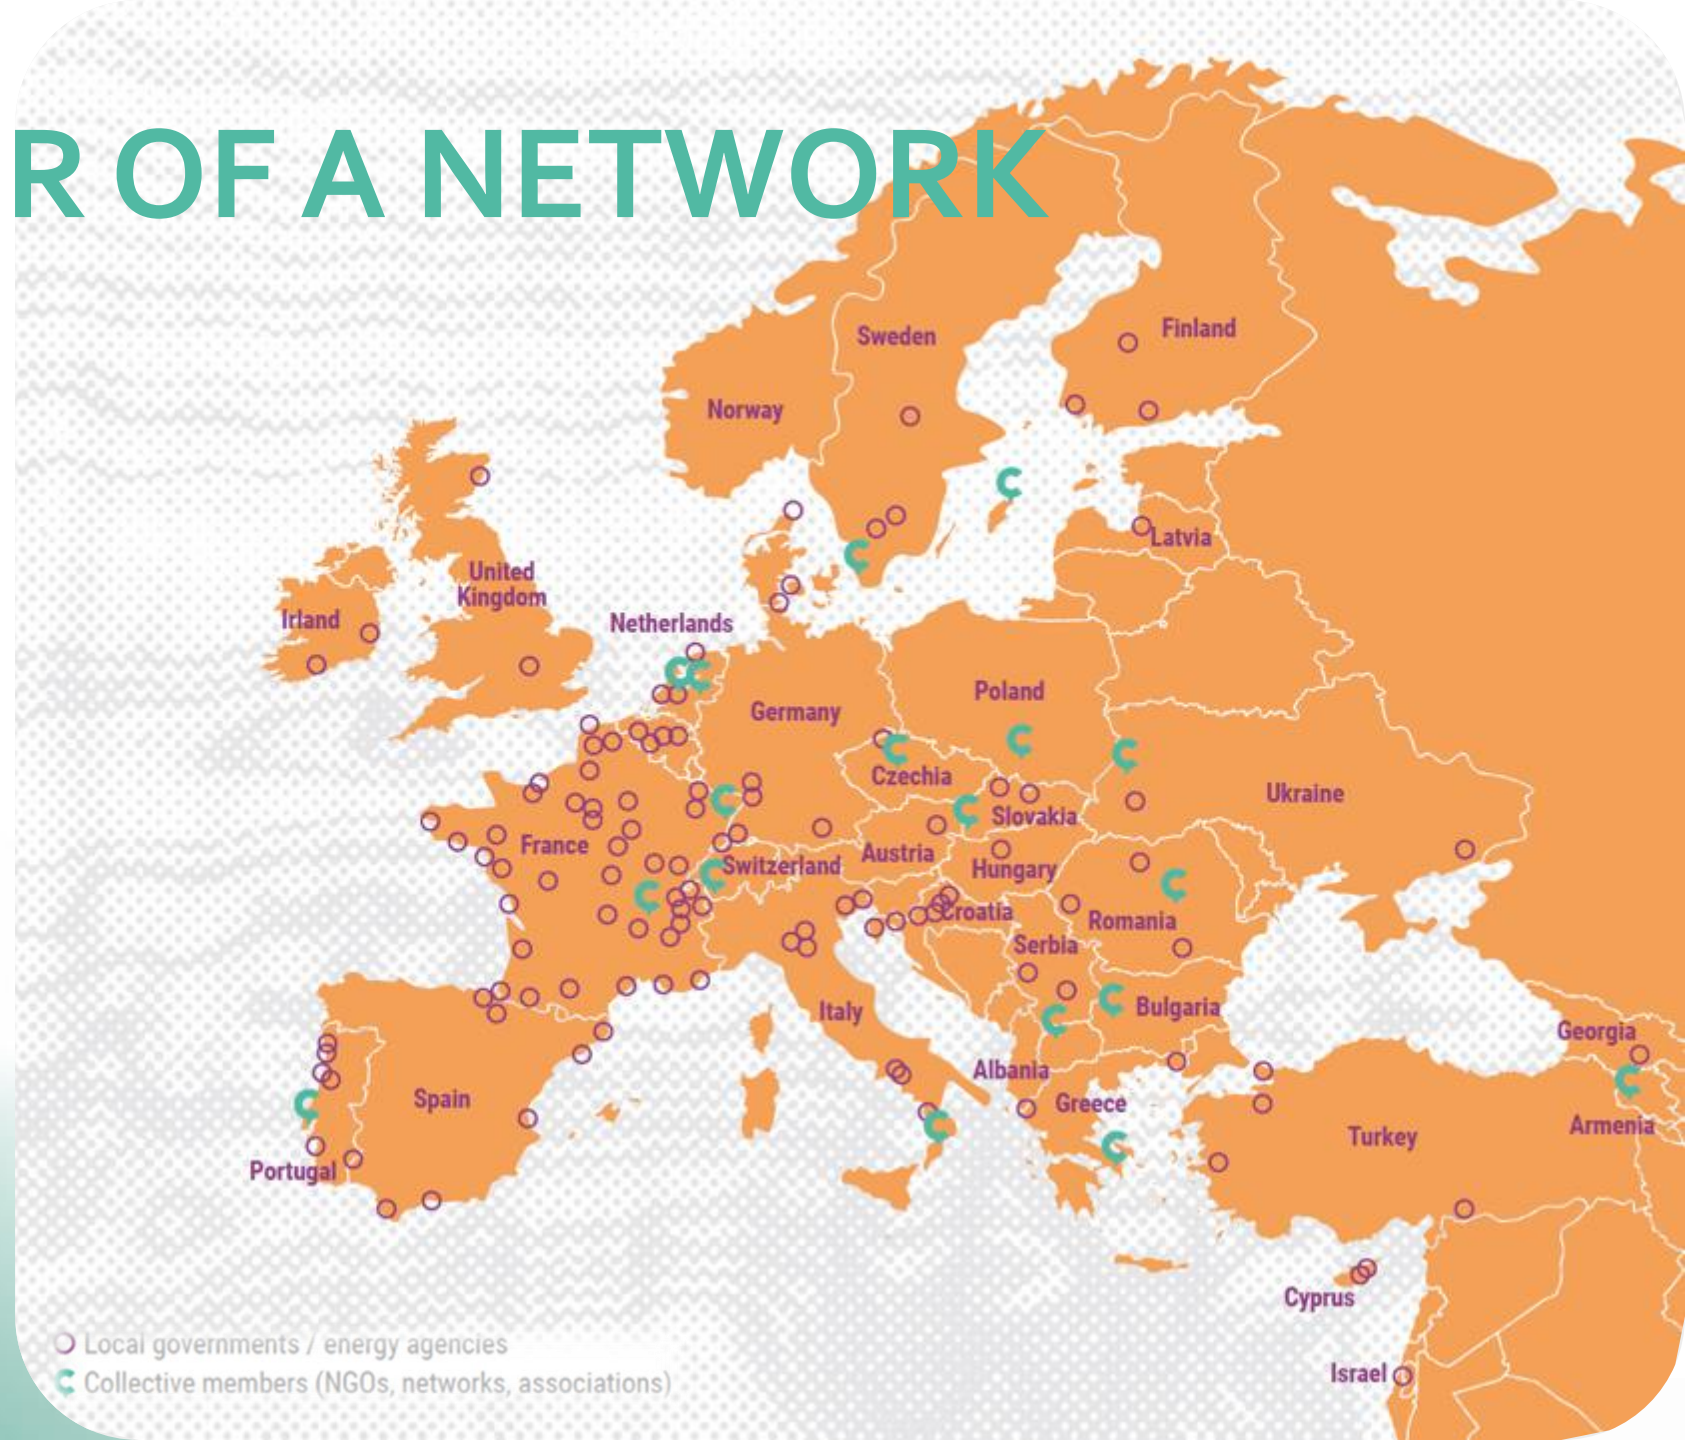 R OF A NETWORK
Sweden
Finland
Norway
Latvia
United
Kingdom
Irland
Netherlands
Poland
Germany
Czechia
Ukraine
Slovakia
France
Austria
Switzerland
Hungary
Croatia
Romania
Serbia
Bulgaria
Italy
Georgia
Albania
Spain
Greece
Armenia
Turkey
Portugal
Cyprus
Israel
Local governments / energy agencies
Collective members (NGOs, networks, associations)